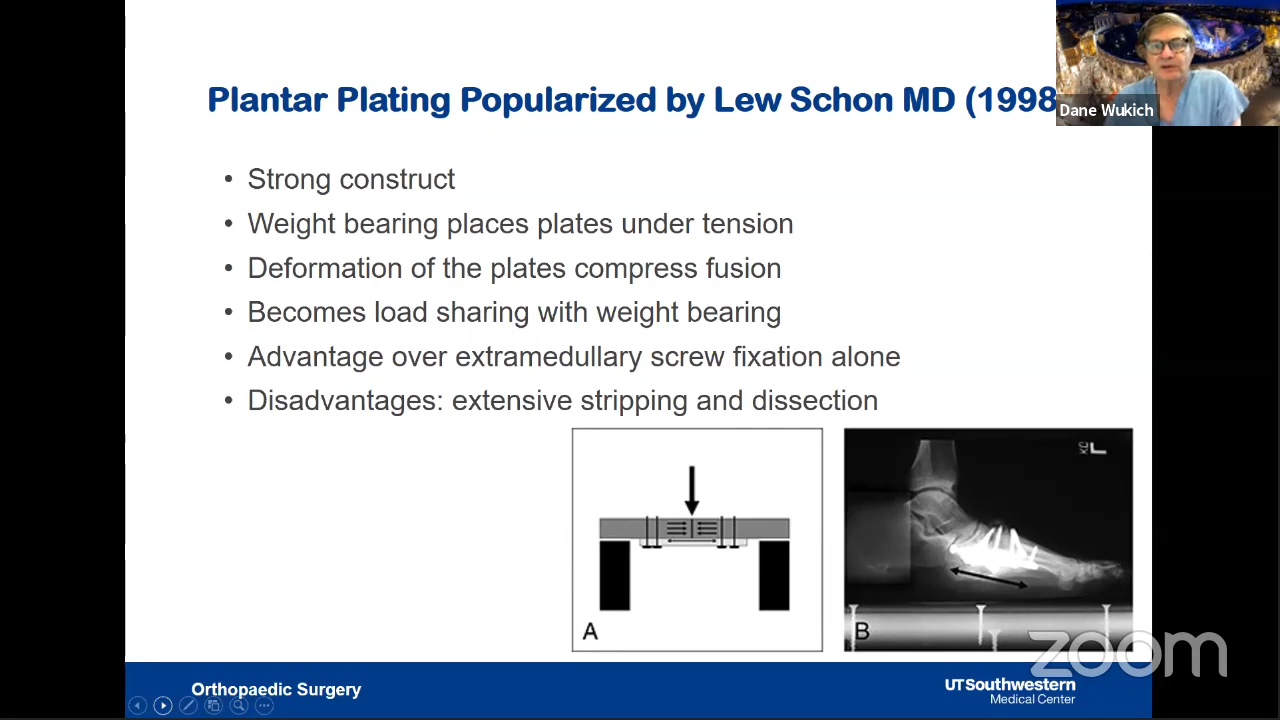 Plantar Plating Popularized by Lew Schon MD (1998
Dane Wukich
• Strong construct
• Weight bearing places plates under tension
• Deformation of the plates compress fusion
• Becomes load sharing with weight bearing
• Advantage over extramedullary screw fixation alone
• Disadvantages: extensive stripping and dissection
A
KC L
B
zoom
Orthopaedic Surgery
UTSouthwestern
Medical Center